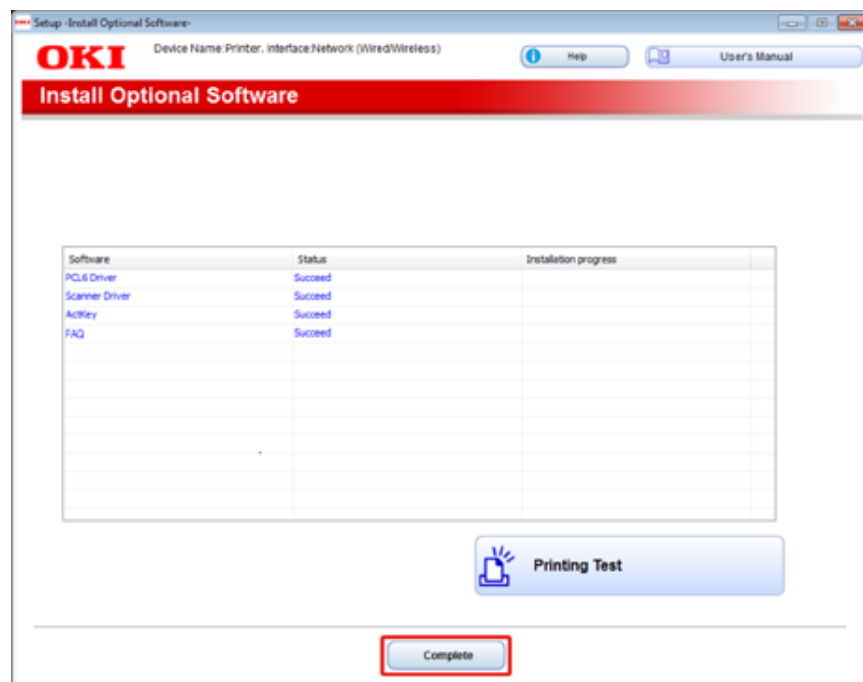 Setup -Install Optional Software-
OKI
Device Name:Printer, Interface:Network (Wired/Wireless)
Help
User's Manual
Install Optional Software
Software Status Installation progress
PCL6 Driver Succeed
Scanner Driver Succeed
ActKey Succeed
FAQ Succeed
Printing Test
Complete